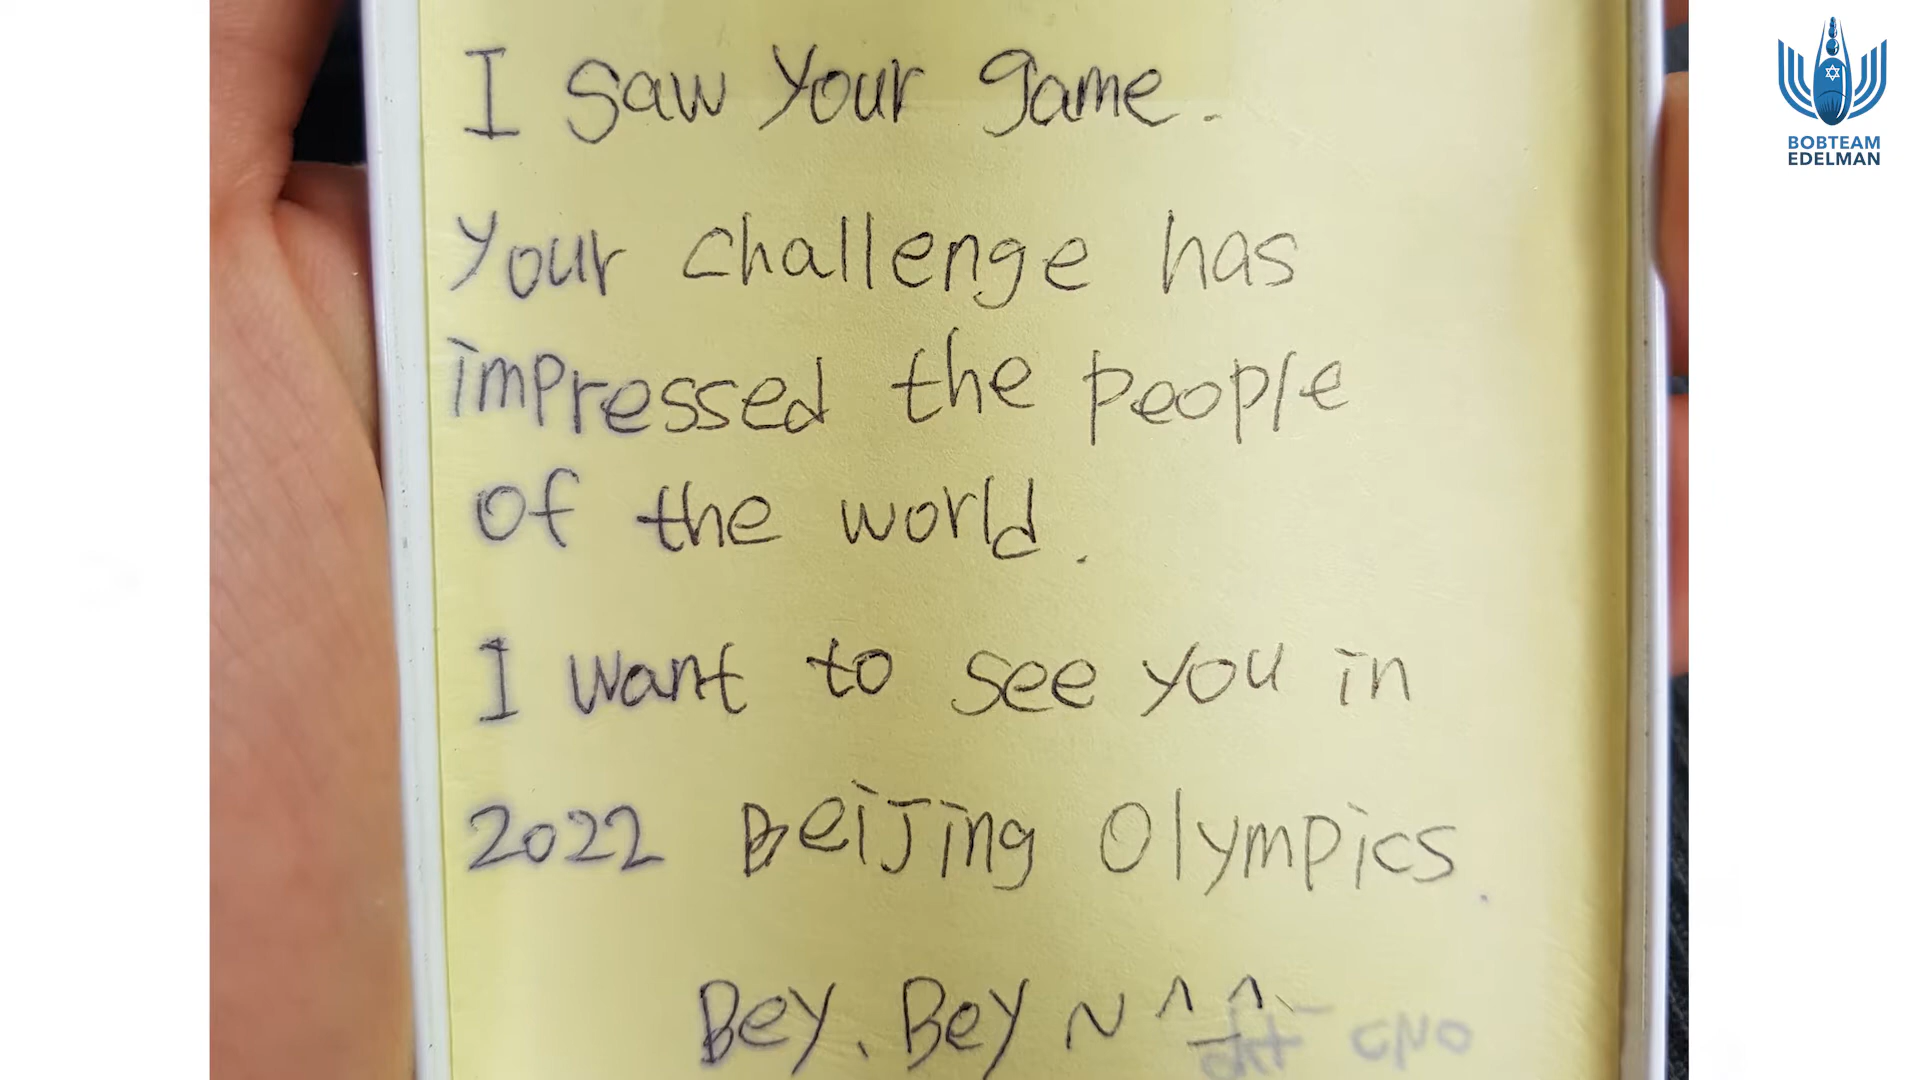 I saw your game.
Your challenge has
impressed the people
of the world.
I want to see you in
2022 Beijing Olympics.
Bey. Bey ~ ^_^
BOBTEAM
EDELMAN